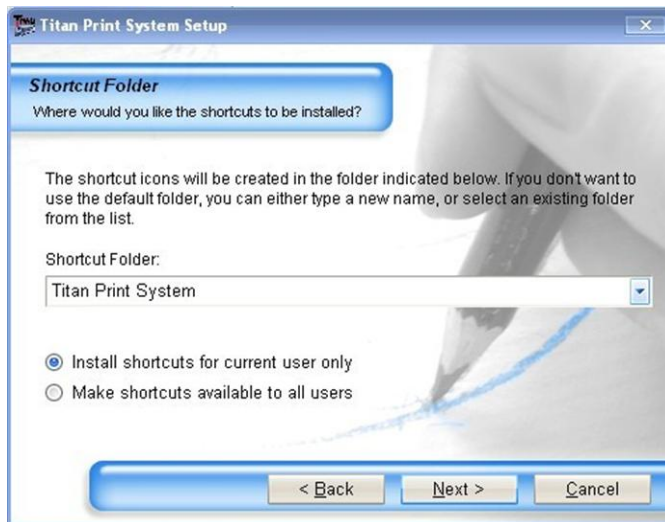 Titan Print System Setup
Shortcut Folder
Where would you like the shortcuts to be installed?
The shortcut icons will be created in the folder indicated below. If you don't want to
use the default folder, you can either type a new name, or select an existing folder
from the list.
Shortcut Folder:
Titan Print System
Install shortcuts for current user only
Make shortcuts available to all users
< Back
Next >
Cancel